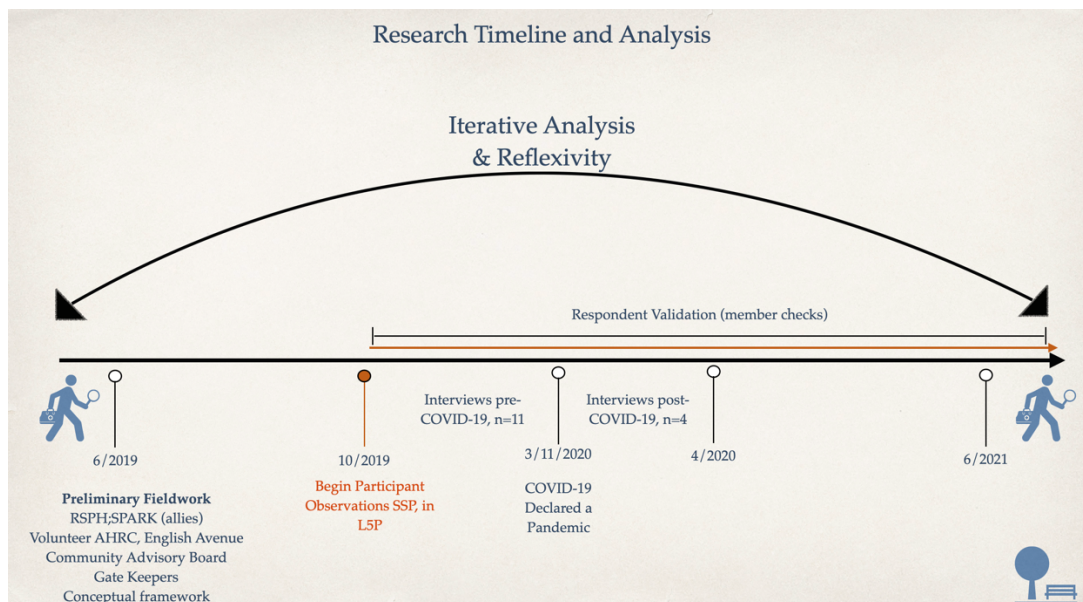 Research Timeline and Analysis
Iterative Analysis
& Reflexivity
Respondent Validation (member checks)
Interviews pre-
COVID-19, n=11
Interviews post-
COVID-19, n=4
6/2019
Preliminary Fieldwork
RSPH;SPARK (allies)
Volunteer AHRC, English Avenue
Community Advisory Board
Gate Keepers
Conceptual framework
10/2019
Begin Participant
Observations SSP, in
L5P
3/11/2020
COVID-19
Declared a
Pandemic
4/2020
6/2021